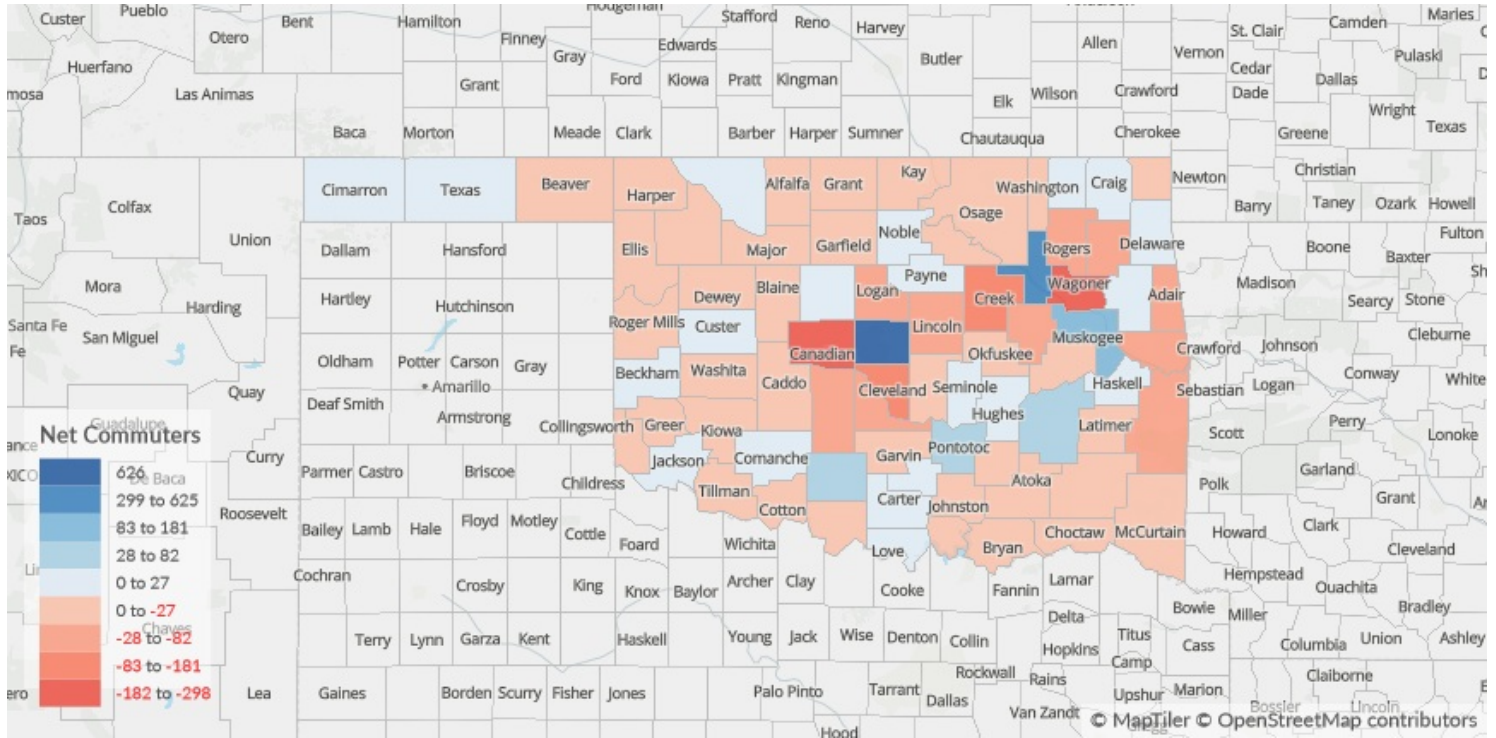 Pueblo Bent Hamilton Hodgeman Stafford Reno Harvey Maries
Custer Otero Finney Gray Edwards Butler Allen Vernon St. Clair Camden Pulaski
Huerfano Las Animas Grant Ford Kiowa Pratt Kingman Elk Wilson Crawford Cedar Dade Dallas Wright
mosa
Baca Morton Meade Clark Barber Harper Sumner Chautauqua Cherokee Greene Texas
Cimarron Texas Beaver Harper Alfalfa Grant Kay Washington Craig Newton Christian
Taos Colfax Osage Barry Taney Ozark Howell
Union Dallam Hansford Ellis Major Garfield Noble Rogers Delaware Boone Baxter Fulton
Mora Harding Hartley Hutchinson Dewey Blaine Logan Payne Creek Wagoner Adair Madison Searcy Stone
Santa Fe
Fe
San Miguel Roger Mills Custer Lincoln Muskogee Cleburne
Oldham Potter Carson Gray Canadian Okfuskee Crawford Johnson
Quay Amarillo Beckham Washita Caddo Cleveland Seminole Haskell Sebastian Logan Conway White
Deaf Smith Armstrong Collingsworth Greer Kiowa Hughes Latimer Scott Perry Lonoke
Guadalupe
Net Commuters
626
De Baca
299 to 625
83 to 181
28 to 82
0 to 27
0 to -27
-28 to -82
Chaves
-83 to -181
-182 to -298
Curry Parmer Castro Briscoe Childress Jackson Comanche Garvin Pontotoc Atoka Polk Garland
Roosevelt Bailey Lamb Hale Floyd Motley Cottle Tillman Cotton Carter Johnston Grant
Foard Wichita Love Bryan Choctaw McCurtain Howard Clark Cleveland
Cochran Crosby King Knox Baylor Archer Clay Cooke Fannin Lamar Hempstead Ouachita
Terry Lynn Garza Kent Haskell Young Jack Wise Denton Collin Delta Hopkins Titus Bowie Miller Bradley
Camp Cass Columbia Union Ashley
Lea Gaines Borden Scurry Fisher Jones Palo Pinto Tarrant Dallas Rockwall Rains Upshur Marion Claiborne
Van Zandt Gregg Bossier Lincoln
Hood
© MapTiler © OpenStreetMap contributors